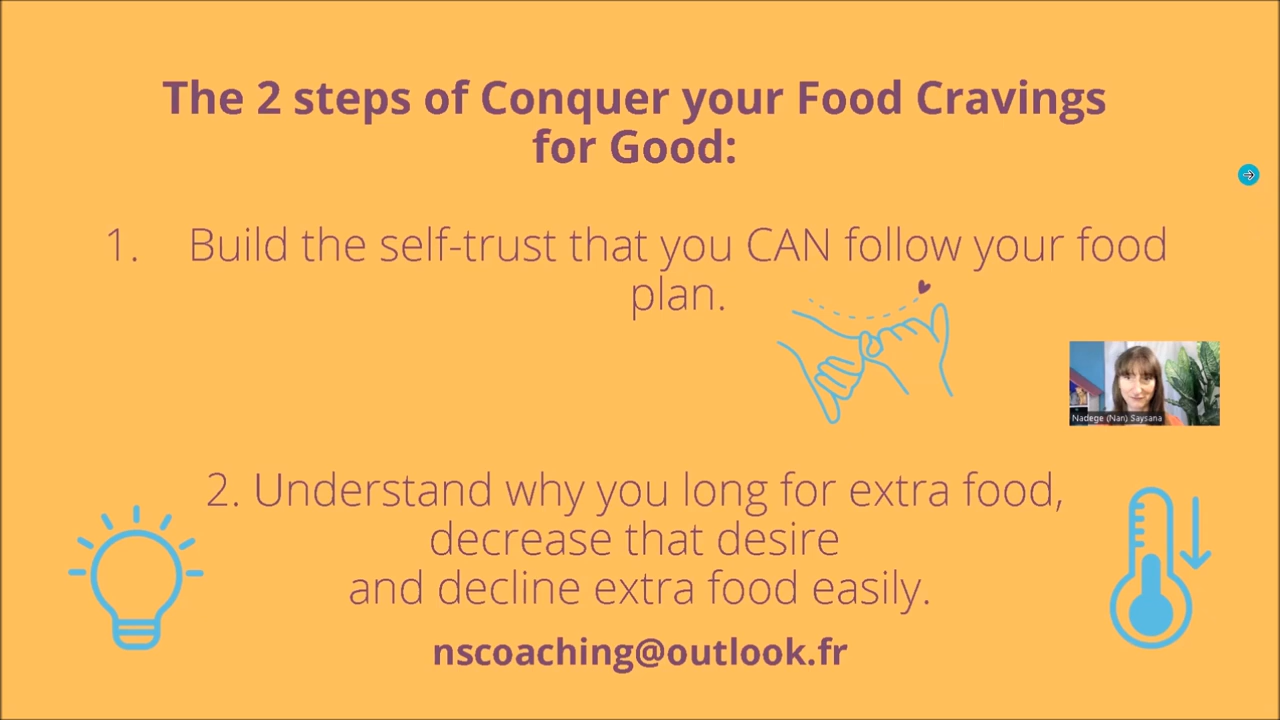 The 2 steps of Conquer your Food Cravings
for Good:
1. Build the self-trust that you CAN follow your food
plan.
Nadege (Nan) Saysana
2. Understand why you long for extra food,
decrease that desire
and decline extra food easily.
nscoaching@outlook.fr